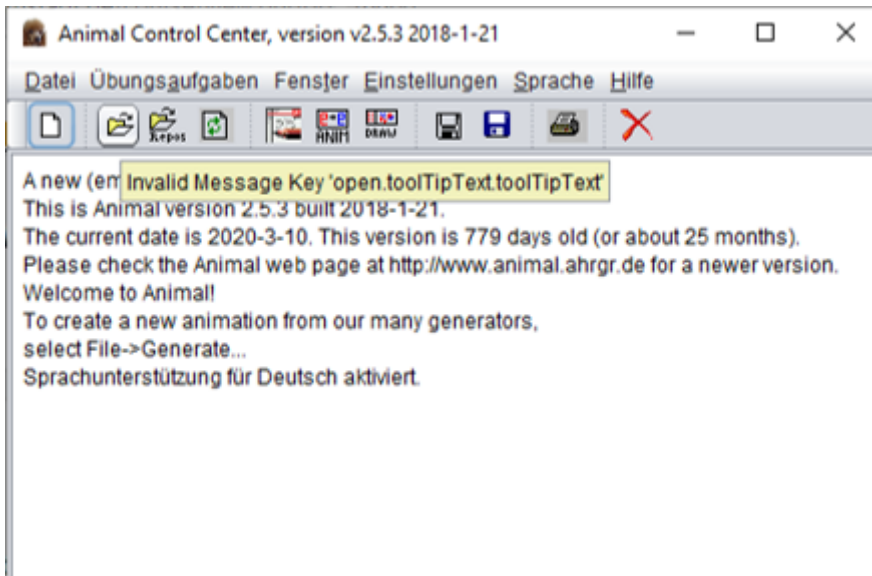 Animal Control Center, version v2.5.3 2018-1-21
Datei Übungsaufgaben Fenster Einstellungen Sprache Hilfe
Repos ANIM DRAW
A new (em
Invalid Message Key 'open.toolTipText.toolTipText'
This is Animal version 2.5.3 built 2018-1-21.
The current date is 2020-3-10. This version is 779 days old (or about 25 months).
Please check the Animal web page at http://www.animal.ahrgr.de for a newer version.
Welcome to Animal!
To create a new animation from our many generators,
select File->Generate...
Sprachunterstützung für Deutsch aktiviert.